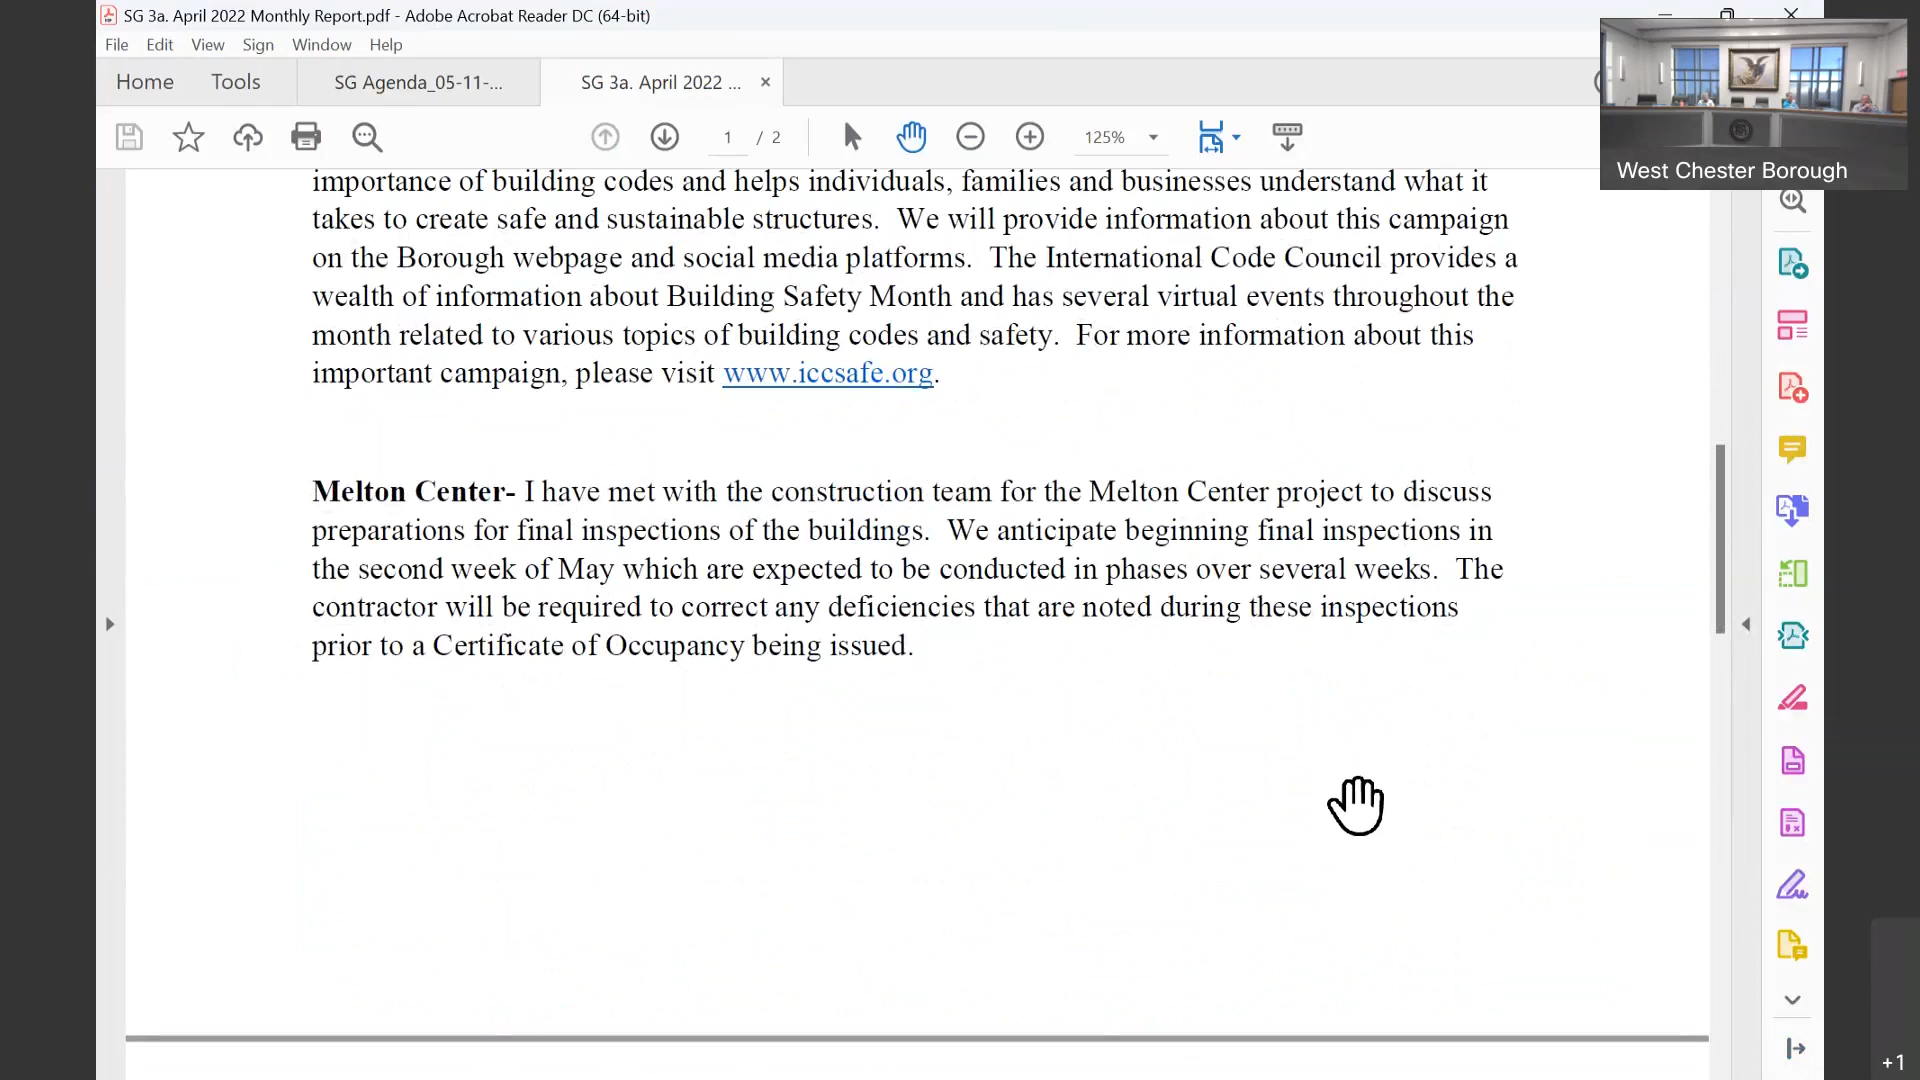 SG 3a. April 2022 Monthly Report.pdf - Adobe Acrobat Reader DC (64-bit)
File Edit View Sign Window Help
Home Tools SG Agenda_05-11-... SG 3a. April 2022 ...
1 / 2 125%
West Chester Borough
importance of building codes and helps individuals, families and businesses understand what it
takes to create safe and sustainable structures. We will provide information about this campaign
on the Borough webpage and social media platforms. The International Code Council provides a
wealth of information about Building Safety Month and has several virtual events throughout the
month related to various topics of building codes and safety. For more information about this
important campaign, please visit www.iccsafe.org.
Melton Center- I have met with the construction team for the Melton Center project to discuss
preparations for final inspections of the buildings. We anticipate beginning final inspections in
the second week of May which are expected to be conducted in phases over several weeks. The
contractor will be required to correct any deficiencies that are noted during these inspections
prior to a Certificate of Occupancy being issued.
+1